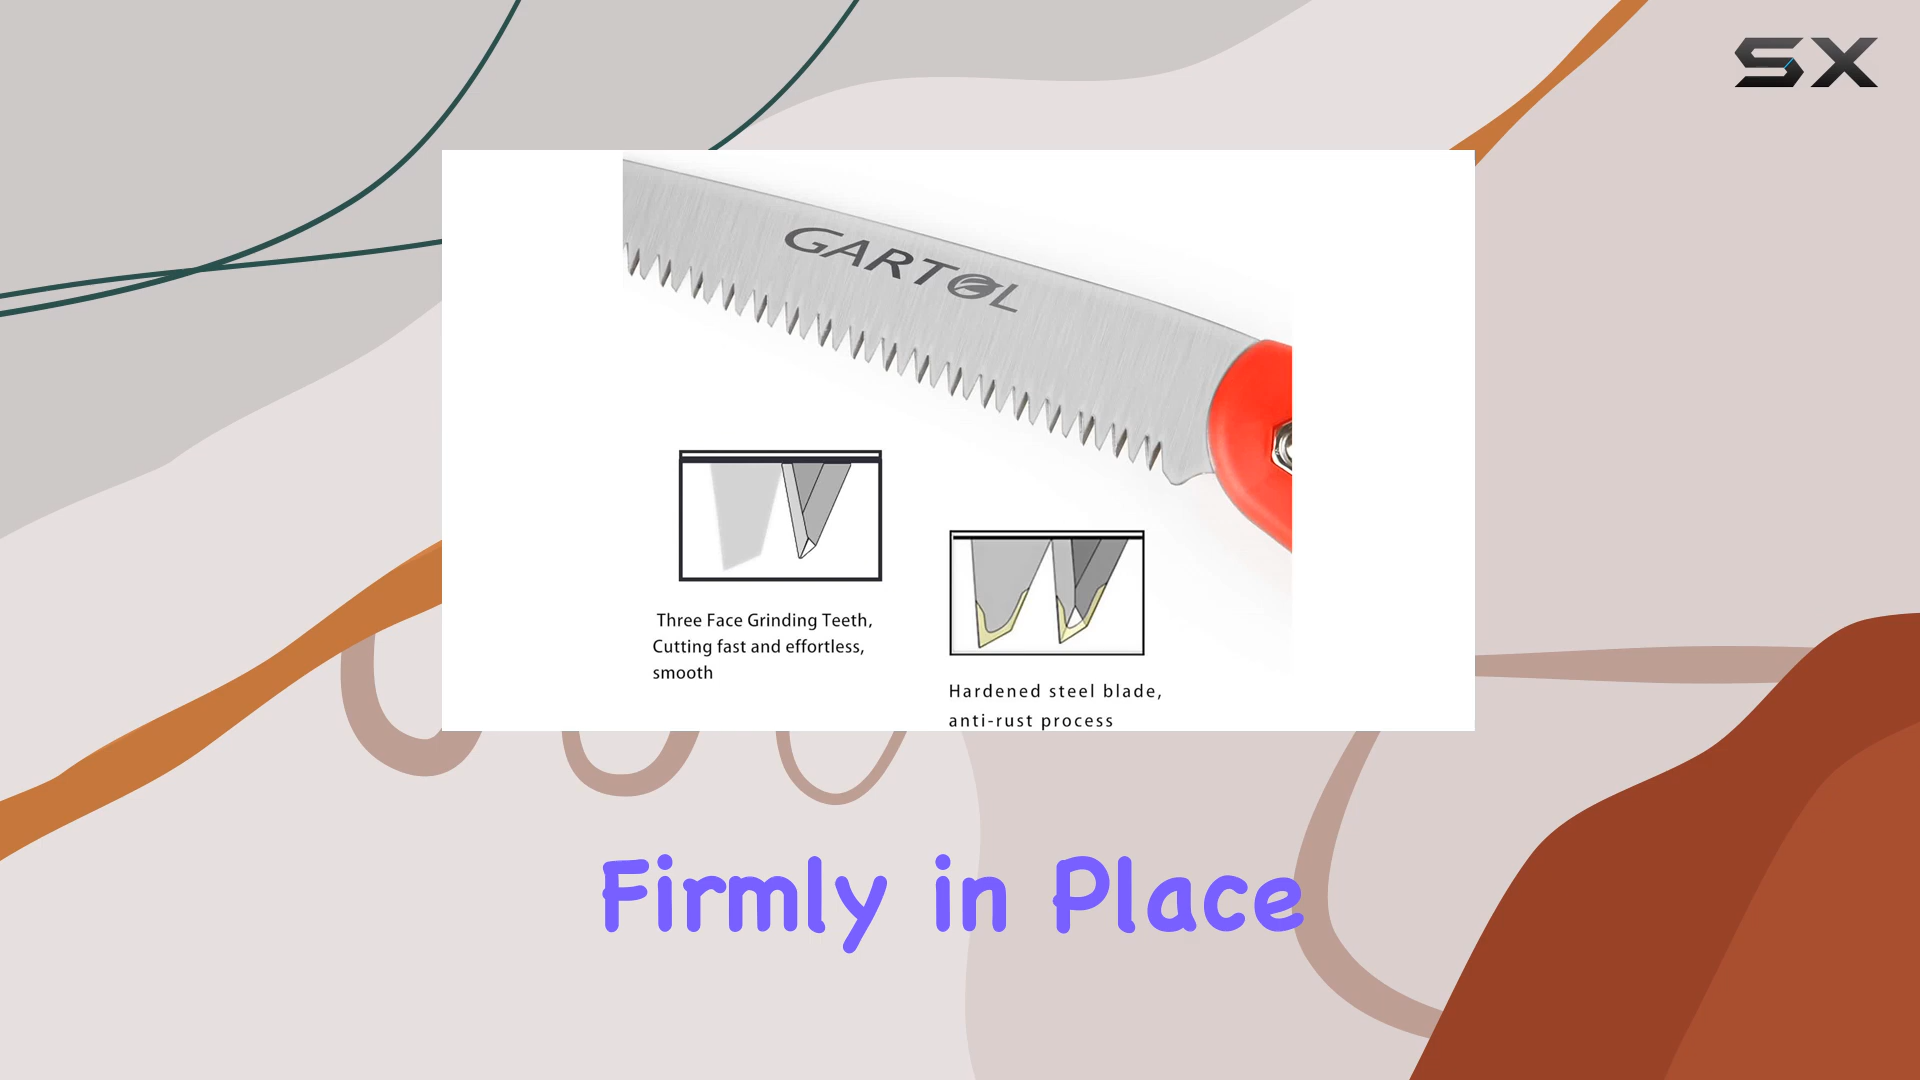 SX
GARTOL
Three Face Grinding Teeth,
Cutting fast and effortless,
smooth
Hardened steel blade,
anti-rust process
Firmly in Place